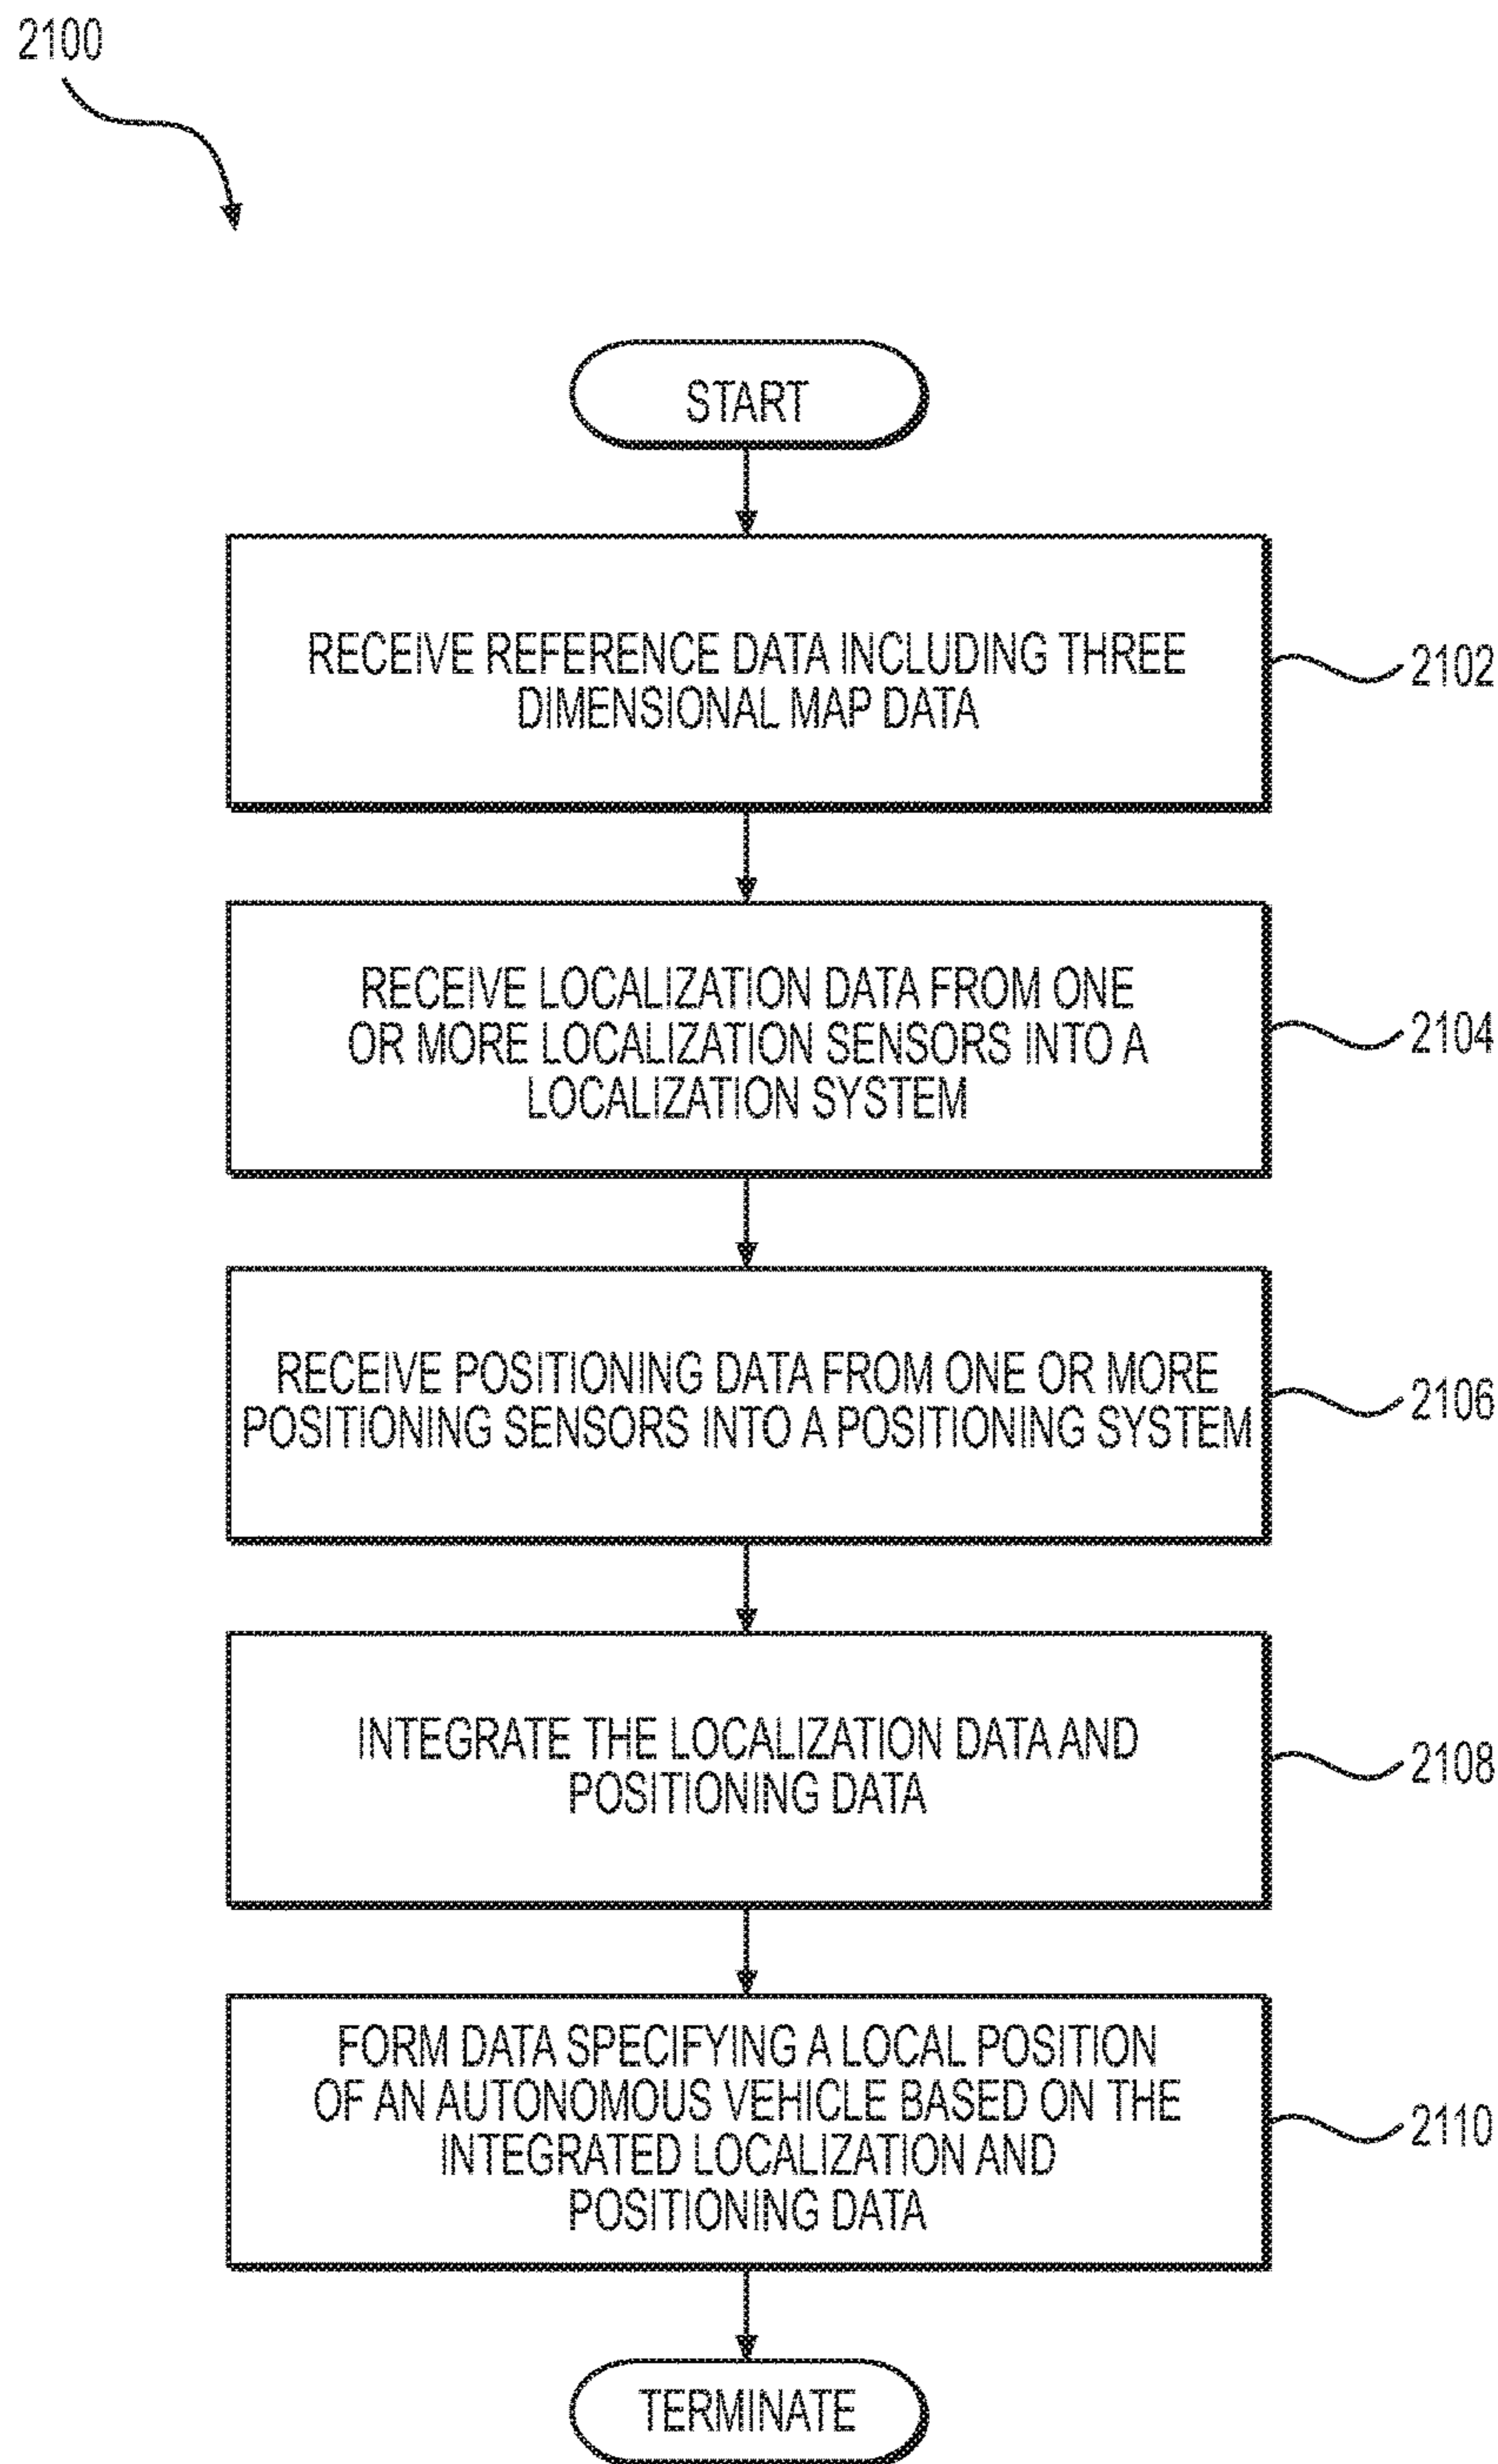 2100
START
RECEIVE REFERENCE DATA INCLUDING THREE
DIMENSIONAL MAP DATA
2102
RECEIVE LOCALIZATION DATA FROM ONE
OR MORE LOCALIZATION SENSORS INTO A
LOCALIZATION SYSTEM
2104
RECEIVE POSITIONING DATA FROM ONE OR MORE
POSITIONING SENSORS INTO A POSITIONING SYSTEM
2106
INTEGRATE THE LOCALIZATION DATA AND
POSITIONING DATA
2108
FORM DATA SPECIFYING A LOCAL POSITION
OF AN AUTONOMOUS VEHICLE BASED ON THE
INTEGRATED LOCALIZATION AND
POSITIONING DATA
2110
TERMINATE